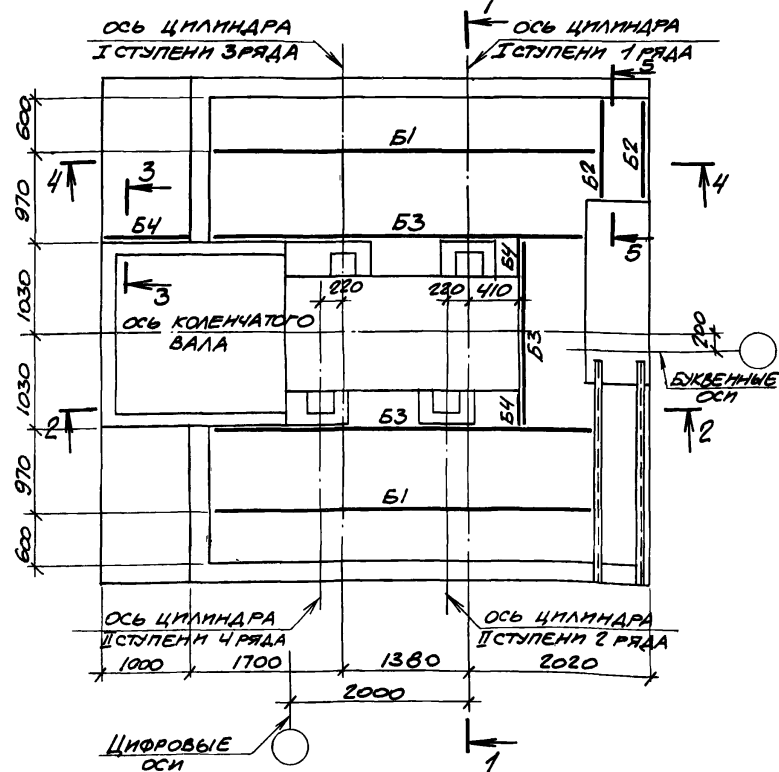 1
ОСЬ ЦИЛИНДРА
I СТУПЕНИ 3 РЯДА
ОСЬ ЦИЛИНДРА
I СТУПЕНИ 1 РЯДА
5
600
Б1
Б2
Б2
4
4
3
970
Б4
Б3
Б4
5
3
220
220
410
1030
ОСЬ КОЛЕНЧАТОГО
ВАЛА
Б3
200
БУКВЕННЫЕ
ОСИ
1030
2
Б3
Б4
2
970
Б1
600
ОСЬ ЦИЛИНДРА
II СТУПЕНИ 4 РЯДА
ОСЬ ЦИЛИНДРА
II СТУПЕНИ 2 РЯДА
1000
1700
1380
2020
2000
ЦИФРОВЫЕ
ОСИ
1